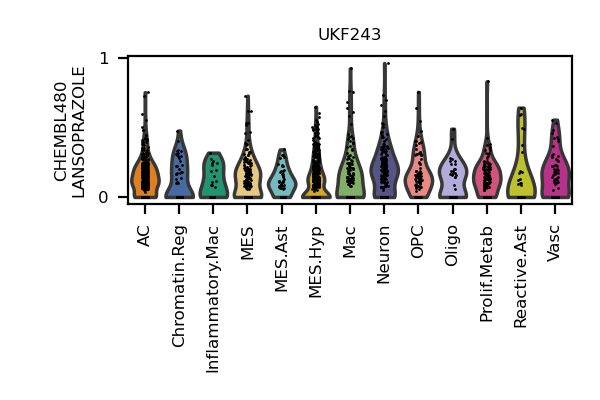 UKF243
CHEMBL480
LANSOPRAZOLE
1
0
AC
Chromatin.Reg
Inflammatory.Mac
MES
MES.Ast
MES.Hyp
Mac
Neuron
OPC
Oligo
Prolif.Metab
Reactive.Ast
Vasc